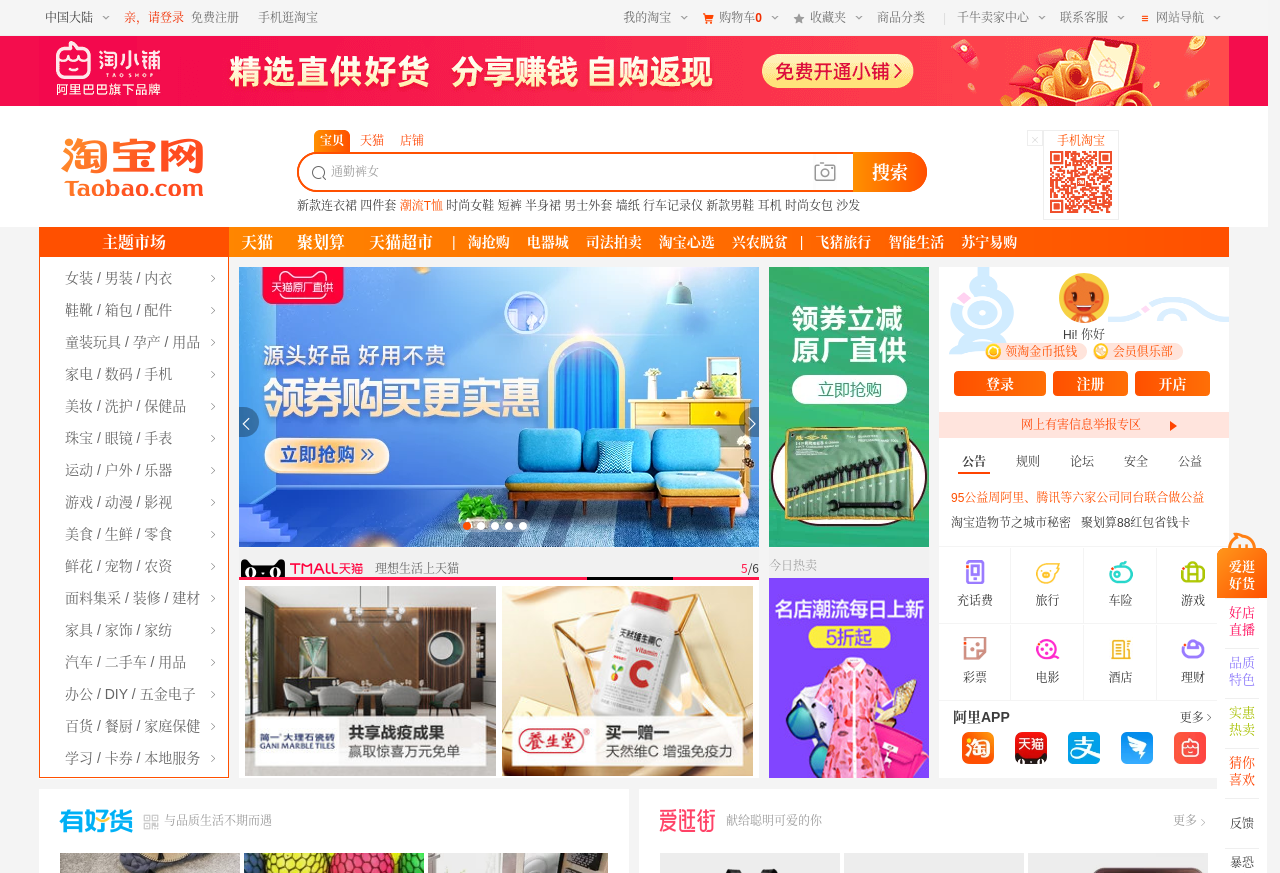 中国大陆 亲，请登录 免费注册 手机逛淘宝 我的淘宝 购物车0 收藏夹 商品分类 千牛卖家中心 联系客服 网站导航
淘小铺
TAO SHOP
阿里巴巴旗下品牌
精选直供好货 分享赚钱 自购返现 免费开通小铺
淘宝网
Taobao.com
宝贝 天猫 店铺
通勤裤女
搜索
手机淘宝
新款连衣裙 四件套 潮流T恤 时尚女鞋 短裤 半身裙 男士外套 墙纸 行车记录仪 新款男鞋 耳机 时尚女包 沙发
主题市场
天猫 聚划算 天猫超市 | 淘抢购 电器城 司法拍卖 淘宝心选 兴农脱贫 | 飞猪旅行 智能生活 苏宁易购
女装 / 男装 / 内衣
鞋靴 / 箱包 / 配件
童装玩具 / 孕产 / 用品
家电 / 数码 / 手机
美妆 / 洗护 / 保健品
珠宝 / 眼镜 / 手表
运动 / 户外 / 乐器
游戏 / 动漫 / 影视
美食 / 生鲜 / 零食
鲜花 / 宠物 / 农资
面料集采 / 装修 / 建材
家具 / 家饰 / 家纺
汽车 / 二手车 / 用品
办公 / DIY / 五金电子
百货 / 餐厨 / 家庭保健
学习 / 卡券 / 本地服务
天猫原厂直供
源头好品 好用不贵
领券购买更实惠
立即抢购
TMALL天猫 理想生活上天猫 5/6
简一®大理石瓷砖
GANI MARBLE TILES
共享战疫成果
赢取惊喜万元免单
天然维生素C
vitamin
C
养生堂
买一赠一
天然维C 增强免疫力
领券立减
原厂直供
立即抢购
今日热卖
名店潮流每日上新
5折起
Hi! 你好
领淘金币抵钱 会员俱乐部
登录 注册 开店
网上有害信息举报专区
公告 规则 论坛 安全 公益
95公益周阿里、腾讯等六家公司同台联合做公益
淘宝造物节之城市秘密 聚划算88红包省钱卡
充话费 旅行 车险 游戏
彩票 电影 酒店 理财
阿里APP 更多
淘 天猫 支
爱逛
好货
好店
直播
品质
特色
实惠
热卖
猜你
喜欢
反馈
暴恐
有好货 与品质生活不期而遇
爱逛街 献给聪明可爱的你 更多